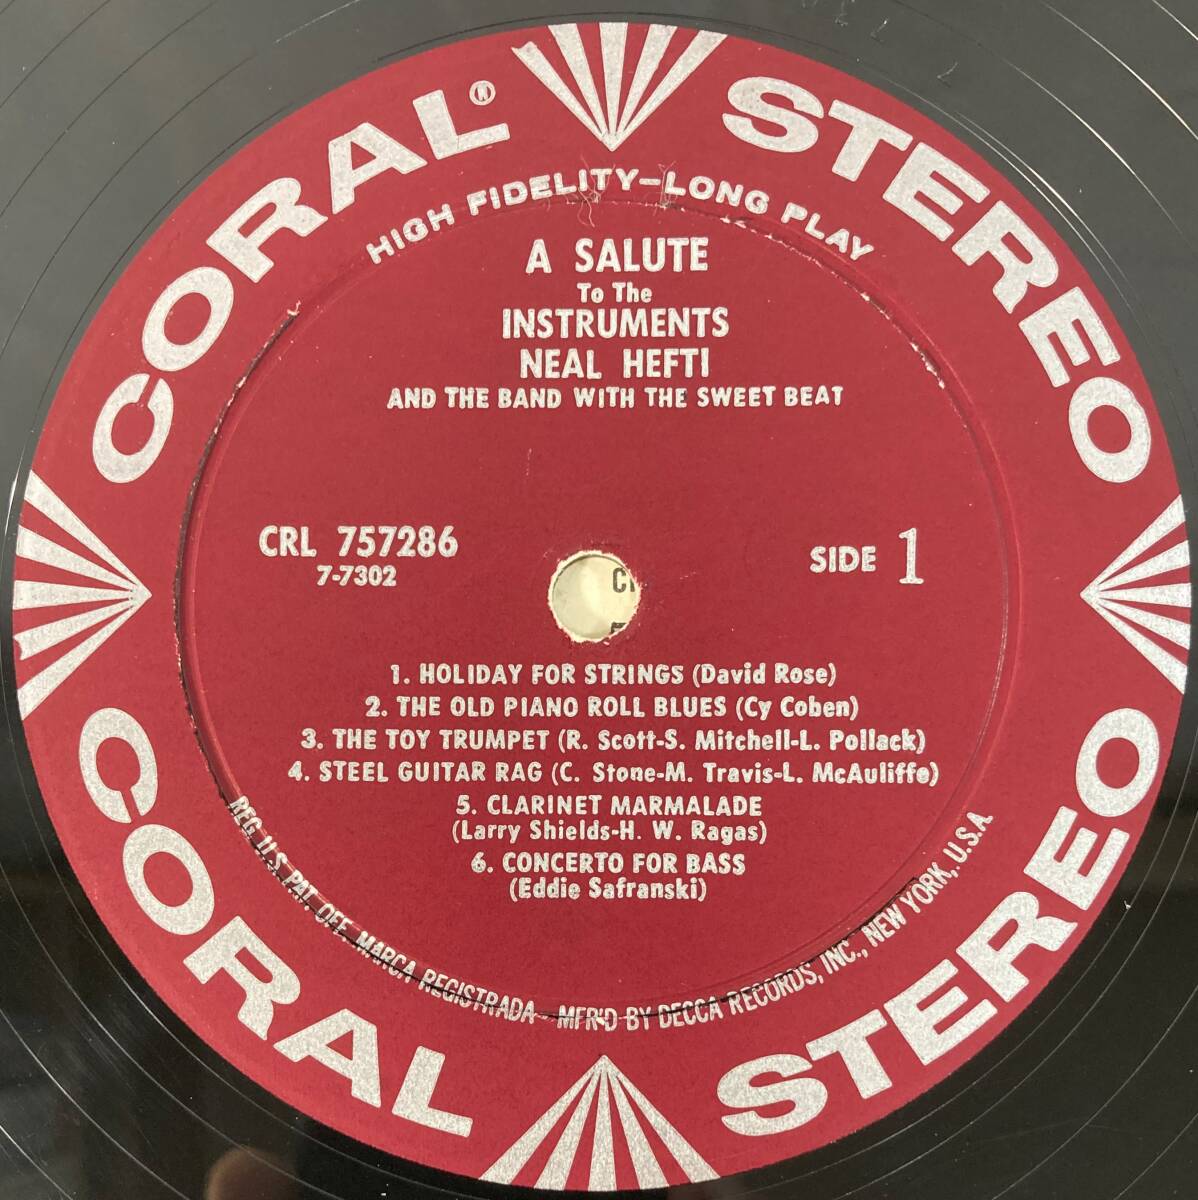 CORAL®
STEREO
HIGH FIDELITY—LONG PLAY
A SALUTE
To The
INSTRUMENTS
NEAL HEFTI
AND THE BAND WITH THE SWEET BEAT
CRL 757286
7-7302
SIDE 1
1. HOLIDAY FOR STRINGS (David Rose)
2. THE OLD PIANO ROLL BLUES (Cy Coben)
3. THE TOY TRUMPET (R. Scott-S. Mitchell-L. Pollack)
4. STEEL GUITAR RAG (C. Stone-M. Travis-L. McAuliffe)
5. CLARINET MARMALADE
(Larry Shields-H. W. Ragas)
6. CONCERTO FOR BASS
(Eddie Safranski)
REG. U.S. PAT. OFF. MARCA REGISTRADA - MFR'D BY DECCA RECORDS, INC., NEW YORK, U.S.A.
CORAL
STEREO